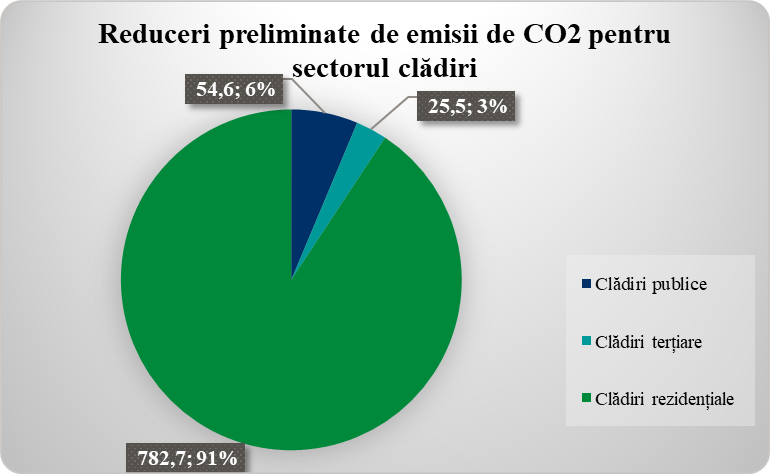 Reduceri preliminate de emisii de CO2 pentru
sectorul clădiri
54,6; 6%
25,5; 3%
Clădiri publice
Clădiri terțiare
Clădiri rezidențiale
782,7; 91%